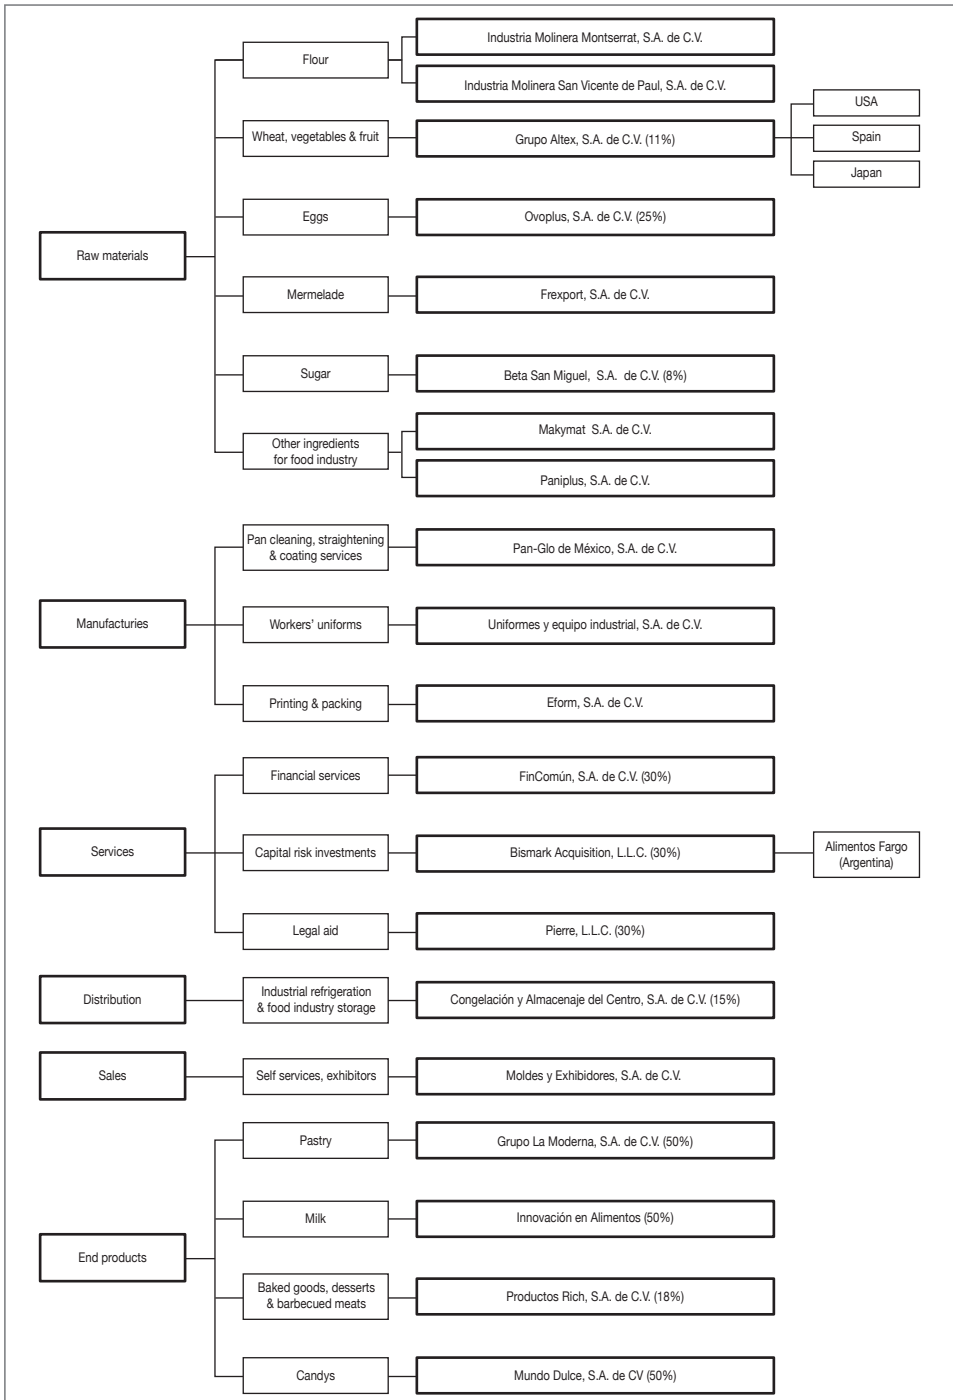 Raw materials
Flour
Industria Molinera Montserrat, S.A. de C.V.
Industria Molinera San Vicente de Paul, S.A. de C.V.
Wheat, vegetables & fruit
Grupo Altex, S.A. de C.V. (11%)
USA
Spain
Japan
Eggs
Ovoplus, S.A. de C.V. (25%)
Mermelade
Frexport, S.A. de C.V.
Sugar
Beta San Miguel, S.A. de C.V. (8%)
Other ingredients
for food industry
Makymat S.A. de C.V.
Paniplus, S.A. de C.V.
Manufacturies
Pan cleaning, straightening
& coating services
Pan-Glo de México, S.A. de C.V.
Workers' uniforms
Uniformes y equipo industrial, S.A. de C.V.
Printing & packing
Eform, S.A. de C.V.
Services
Financial services
FinComún, S.A. de C.V. (30%)
Capital risk investments
Bismark Acquisition, L.L.C. (30%)
Alimentos Fargo
(Argentina)
Legal aid
Pierre, L.L.C. (30%)
Distribution
Industrial refrigeration
& food industry storage
Congelación y Almacenaje del Centro, S.A. de C.V. (15%)
Sales
Self services, exhibitors
Moldes y Exhibidores, S.A. de C.V.
End products
Pastry
Grupo La Moderna, S.A. de C.V. (50%)
Milk
Innovación en Alimentos (50%)
Baked goods, desserts
& barbecued meats
Productos Rich, S.A. de C.V. (18%)
Candys
Mundo Dulce, S.A. de CV (50%)